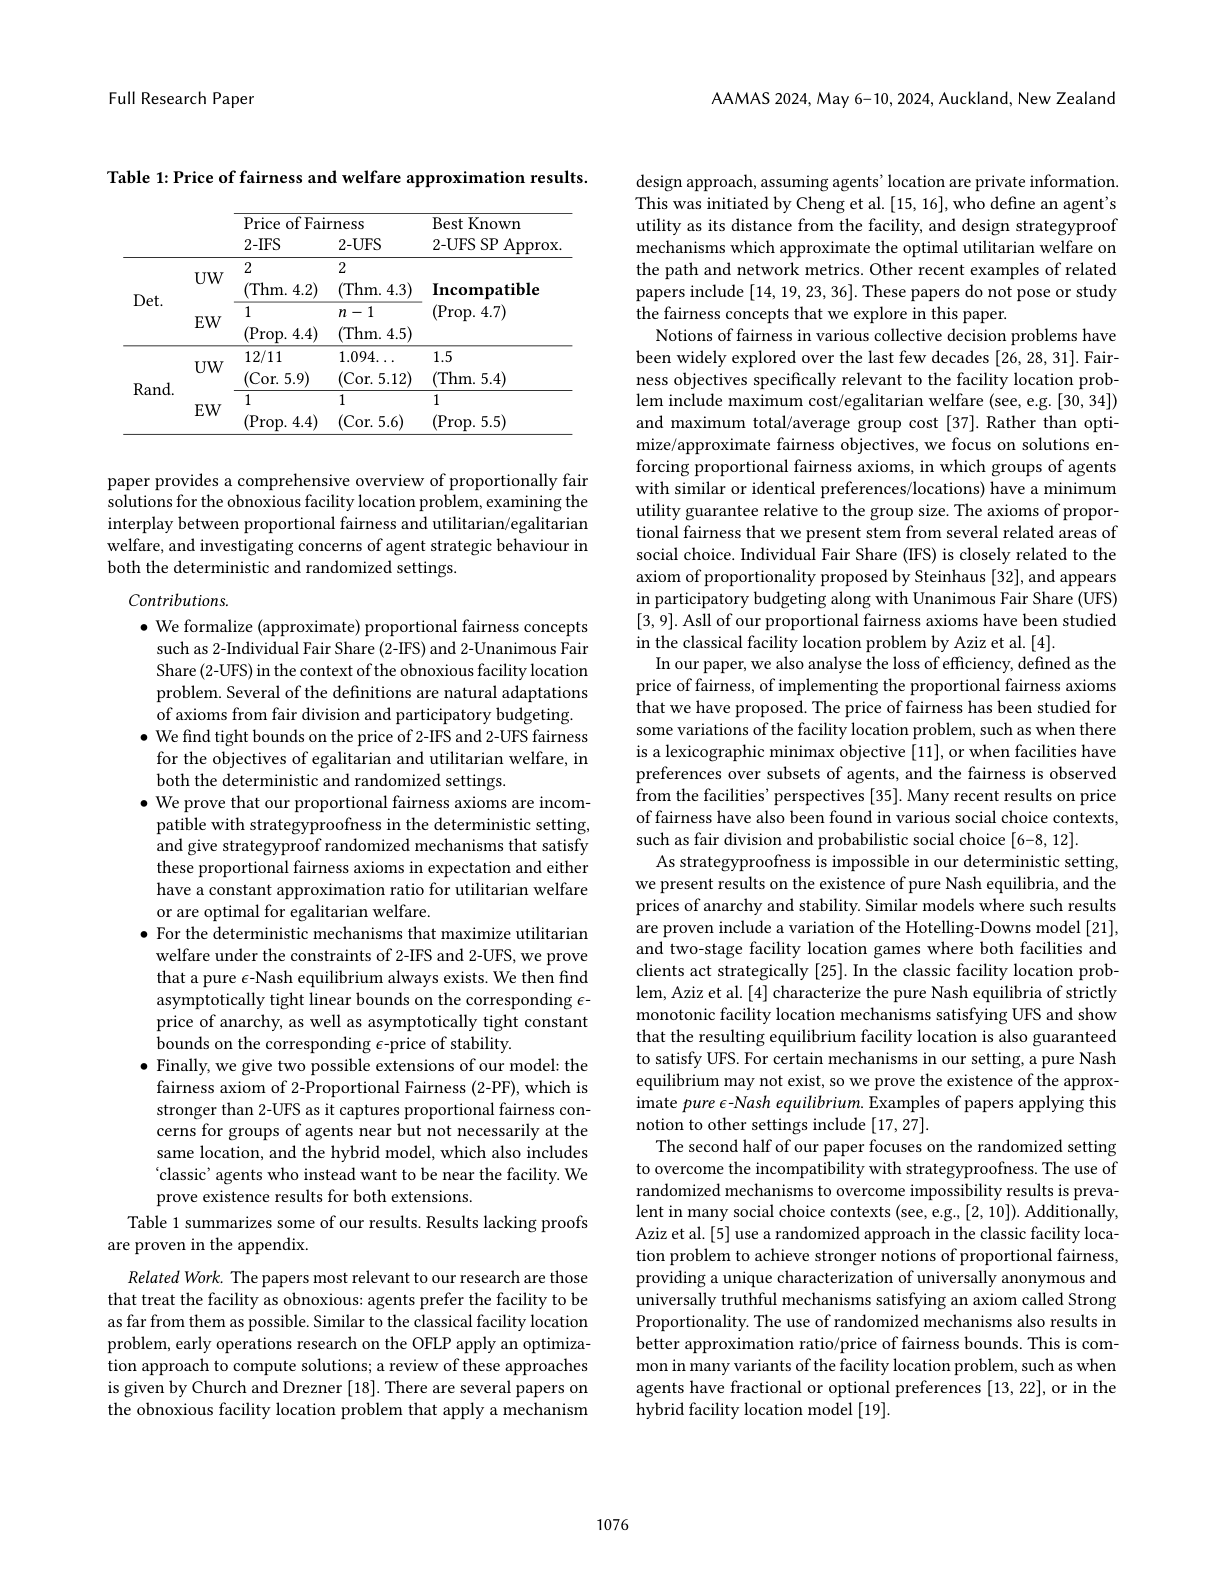 Full Research Paper
AAMAS 2024, May 6–10, 2024, Auckland, New Zealand
Table 1: Price of fairness and welfare approximation results.
Price of Fairness Best Known
2-IFS 2-UFS 2-UFS SP Approx.
Det. UW 2 2
(Thm. 4.2) (Thm. 4.3) Incompatible
EW 1 n − 1 (Prop. 4.7)
(Prop. 4.4) (Thm. 4.5)
Rand. UW 12/11 1.094… 1.5
(Cor. 5.9) (Cor. 5.12) (Thm. 5.4)
EW 1 1 1
(Prop. 4.4) (Cor. 5.6) (Prop. 5.5)
paper provides a comprehensive overview of proportionally fair
solutions for the obnoxious facility location problem, examining the
interplay between proportional fairness and utilitarian/egalitarian
welfare, and investigating concerns of agent strategic behaviour in
both the deterministic and randomized settings.
Contributions.
• We formalize (approximate) proportional fairness concepts
such as 2-Individual Fair Share (2-IFS) and 2-Unanimous Fair
Share (2-UFS) in the context of the obnoxious facility location
problem. Several of the definitions are natural adaptations
of axioms from fair division and participatory budgeting.
• We find tight bounds on the price of 2-IFS and 2-UFS fairness
for the objectives of egalitarian and utilitarian welfare, in
both the deterministic and randomized settings.
• We prove that our proportional fairness axioms are incom-
patible with strategyproofness in the deterministic setting,
and give strategyproof randomized mechanisms that satisfy
these proportional fairness axioms in expectation and either
have a constant approximation ratio for utilitarian welfare
or are optimal for egalitarian welfare.
• For the deterministic mechanisms that maximize utilitarian
welfare under the constraints of 2-IFS and 2-UFS, we prove
that a pure ϵ-Nash equilibrium always exists. We then find
asymptotically tight linear bounds on the corresponding ϵ-
price of anarchy, as well as asymptotically tight constant
bounds on the corresponding ϵ-price of stability.
• Finally, we give two possible extensions of our model: the
fairness axiom of 2-Proportional Fairness (2-PF), which is
stronger than 2-UFS as it captures proportional fairness con-
cerns for groups of agents near but not necessarily at the
same location, and the hybrid model, which also includes
‘classic’ agents who instead want to be near the facility. We
prove existence results for both extensions.
Table 1 summarizes some of our results. Results lacking proofs
are proven in the appendix.
Related Work. The papers most relevant to our research are those
that treat the facility as obnoxious: agents prefer the facility to be
as far from them as possible. Similar to the classical facility location
problem, early operations research on the OFLP apply an optimiza-
tion approach to compute solutions; a review of these approaches
is given by Church and Drezner [18]. There are several papers on
the obnoxious facility location problem that apply a mechanism
design approach, assuming agents’ location are private information.
This was initiated by Cheng et al. [15, 16], who define an agent’s
utility as its distance from the facility, and design strategyproof
mechanisms which approximate the optimal utilitarian welfare on
the path and network metrics. Other recent examples of related
papers include [14, 19, 23, 36]. These papers do not pose or study
the fairness concepts that we explore in this paper.
Notions of fairness in various collective decision problems have
been widely explored over the last few decades [26, 28, 31]. Fair-
ness objectives specifically relevant to the facility location prob-
lem include maximum cost/egalitarian welfare (see, e.g. [30, 34])
and maximum total/average group cost [37]. Rather than opti-
mize/approximate fairness objectives, we focus on solutions en-
forcing proportional fairness axioms, in which groups of agents
with similar or identical preferences/locations) have a minimum
utility guarantee relative to the group size. The axioms of propor-
tional fairness that we present stem from several related areas of
social choice. Individual Fair Share (IFS) is closely related to the
axiom of proportionality proposed by Steinhaus [32], and appears
in participatory budgeting along with Unanimous Fair Share (UFS)
[3, 9]. Asll of our proportional fairness axioms have been studied
in the classical facility location problem by Aziz et al. [4].
In our paper, we also analyse the loss of efficiency, defined as the
price of fairness, of implementing the proportional fairness axioms
that we have proposed. The price of fairness has been studied for
some variations of the facility location problem, such as when there
is a lexicographic minimax objective [11], or when facilities have
preferences over subsets of agents, and the fairness is observed
from the facilities’ perspectives [35]. Many recent results on price
of fairness have also been found in various social choice contexts,
such as fair division and probabilistic social choice [6–8, 12].
As strategyproofness is impossible in our deterministic setting,
we present results on the existence of pure Nash equilibria, and the
prices of anarchy and stability. Similar models where such results
are proven include a variation of the Hotelling-Downs model [21],
and two-stage facility location games where both facilities and
clients act strategically [25]. In the classic facility location prob-
lem, Aziz et al. [4] characterize the pure Nash equilibria of strictly
monotonic facility location mechanisms satisfying UFS and show
that the resulting equilibrium facility location is also guaranteed
to satisfy UFS. For certain mechanisms in our setting, a pure Nash
equilibrium may not exist, so we prove the existence of the approx-
imate pure ϵ-Nash equilibrium. Examples of papers applying this
notion to other settings include [17, 27].
The second half of our paper focuses on the randomized setting
to overcome the incompatibility with strategyproofness. The use of
randomized mechanisms to overcome impossibility results is preva-
lent in many social choice contexts (see, e.g., [2, 10]). Additionally,
Aziz et al. [5] use a randomized approach in the classic facility loca-
tion problem to achieve stronger notions of proportional fairness,
providing a unique characterization of universally anonymous and
universally truthful mechanisms satisfying an axiom called Strong
Proportionality. The use of randomized mechanisms also results in
better approximation ratio/price of fairness bounds. This is com-
mon in many variants of the facility location problem, such as when
agents have fractional or optional preferences [13, 22], or in the
hybrid facility location model [19].
1076